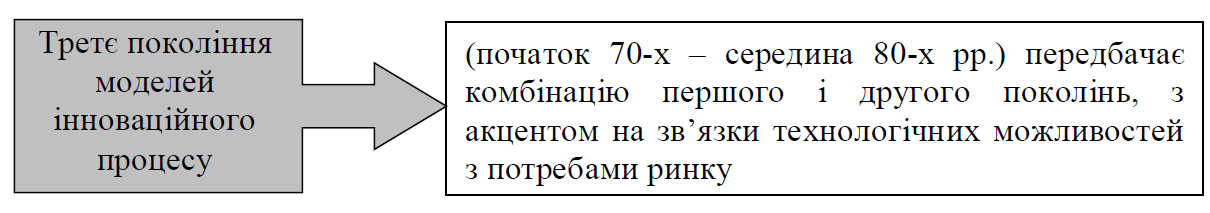 Третє покоління
моделей
інноваційного
процесу
(початок 70-х – середина 80-х рр.) передбачає
комбінацію першого і другого поколінь, з
акцентом на зв’язки технологічних можливостей
з потребами ринку